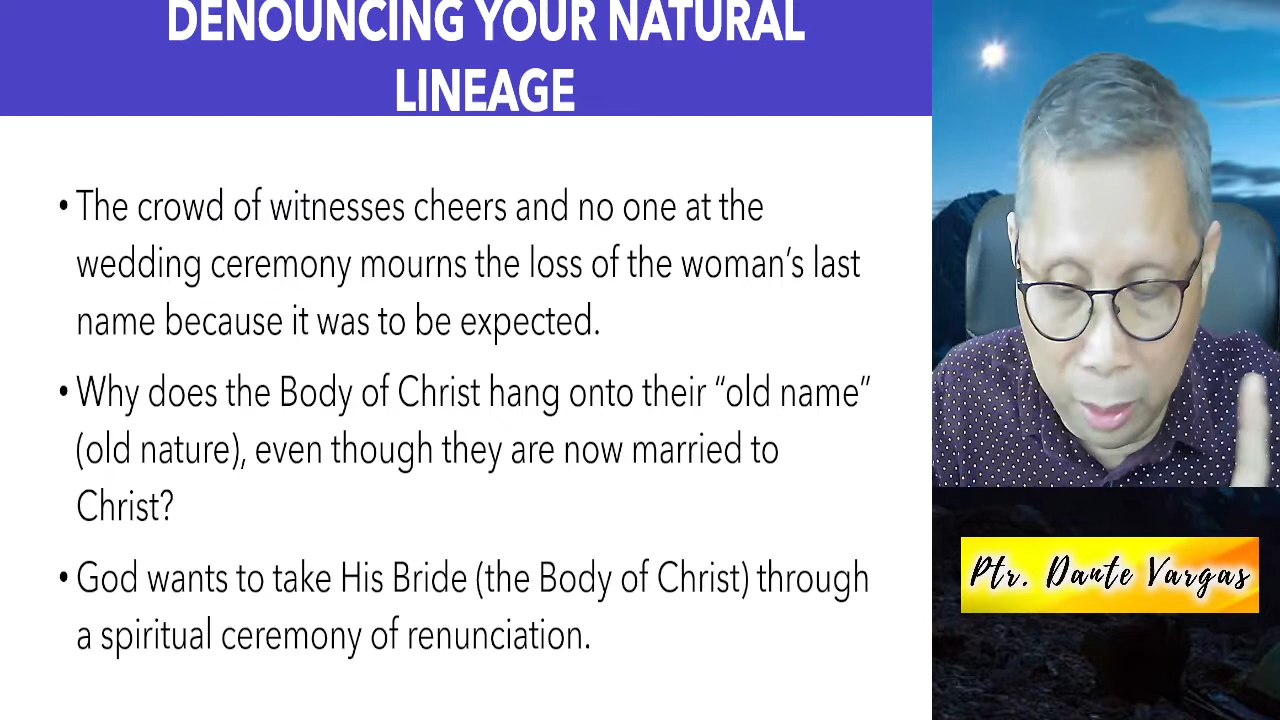 DENOUNCING YOUR NATURAL
LINEAGE
• The crowd of witnesses cheers and no one at the
wedding ceremony mourns the loss of the woman’s last
name because it was to be expected.
• Why does the Body of Christ hang onto their “old name”
(old nature), even though they are now married to
Christ?
• God wants to take His Bride (the Body of Christ) through
a spiritual ceremony of renunciation.
Ptr. Dante Vargas